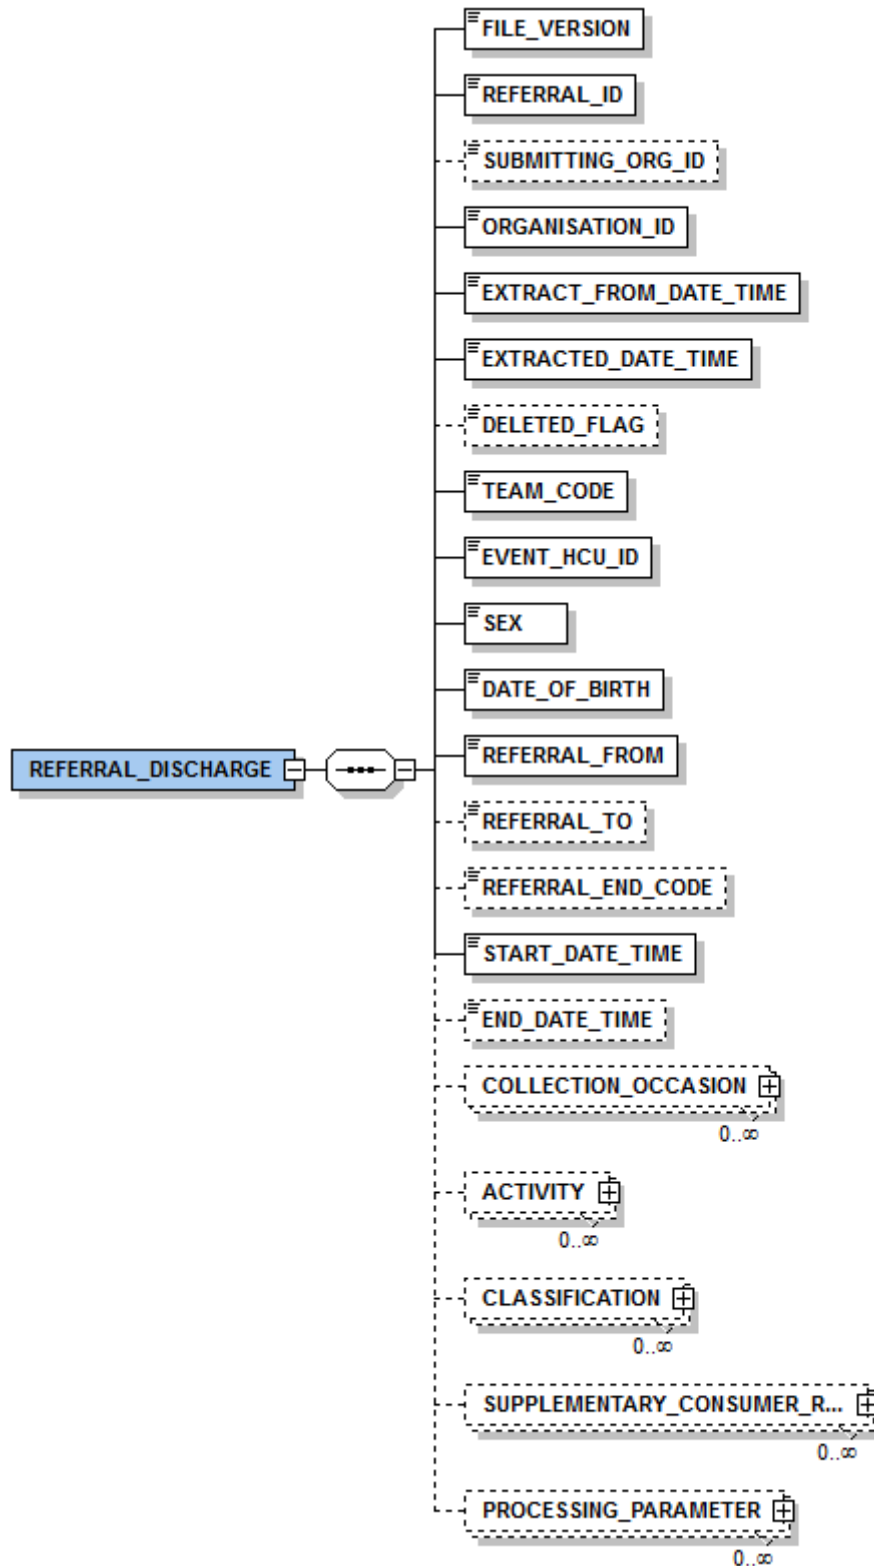 FILE_VERSION
REFERRAL_ID
SUBMITTING_ORG_ID
ORGANISATION_ID
EXTRACT_FROM_DATE_TIME
EXTRACTED_DATE_TIME
DELETED_FLAG
TEAM_CODE
EVENT_HCU_ID
SEX
DATE_OF_BIRTH
REFERRAL_FROM
REFERRAL_DISCHARGE
REFERRAL_TO
REFERRAL_END_CODE
START_DATE_TIME
END_DATE_TIME
COLLECTION_OCCASION
0..∞
ACTIVITY
0..∞
CLASSIFICATION
0..∞
SUPPLEMENTARY_CONSUMER_R...
0..∞
PROCESSING_PARAMETER
0..∞